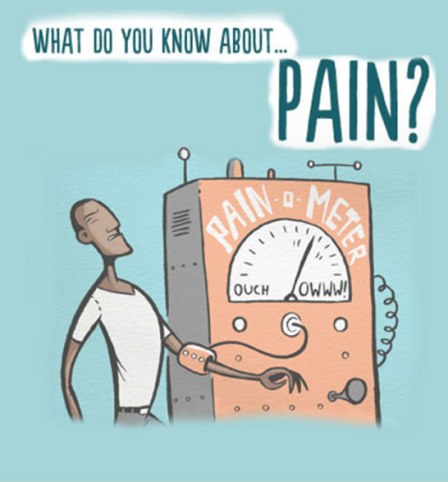 WHAT DO YOU KNOW ABOUT...
PAIN?
PAIN-O-METER
OUCH OWWW!